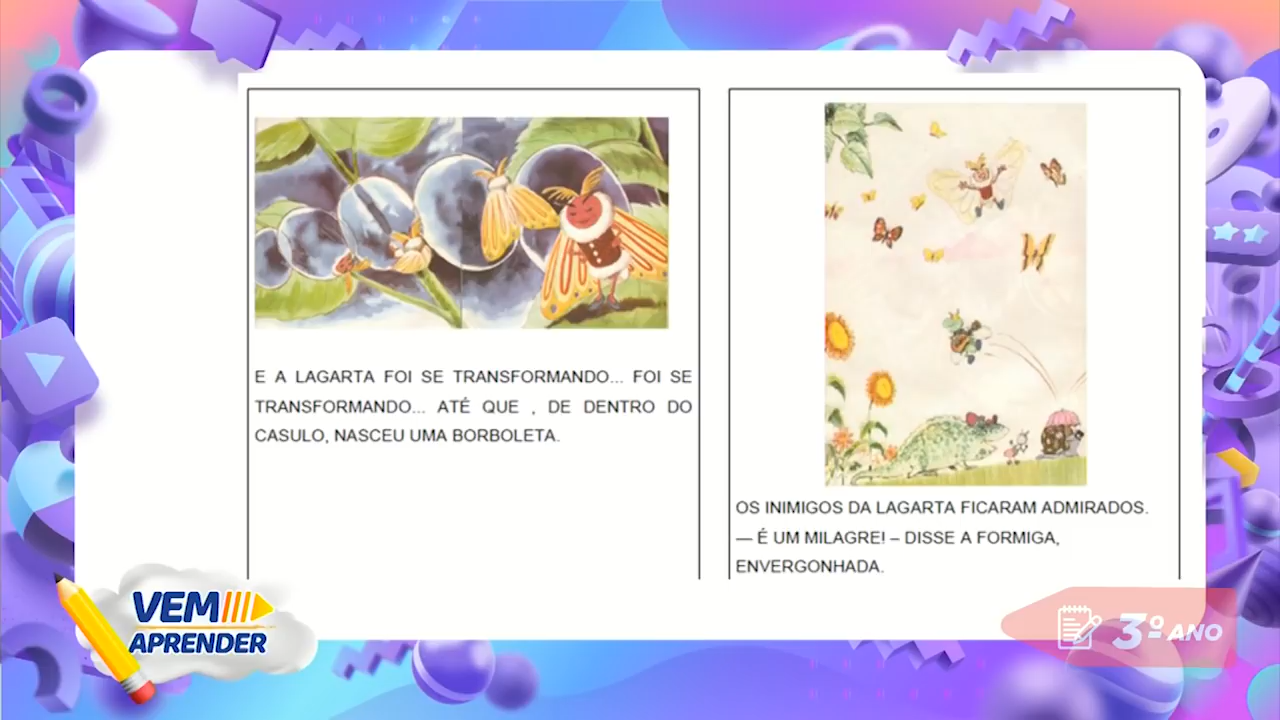 E A LAGARTA FOI SE TRANSFORMANDO... FOI SE
TRANSFORMANDO... ATÉ QUE , DE DENTRO DO
CASULO, NASCEU UMA BORBOLETA.
OS INIMIGOS DA LAGARTA FICARAM ADMIRADOS.
— É UM MILAGRE! – DISSE A FORMIGA,
ENVERGONHADA.
VEM
APRENDER
3º ANO